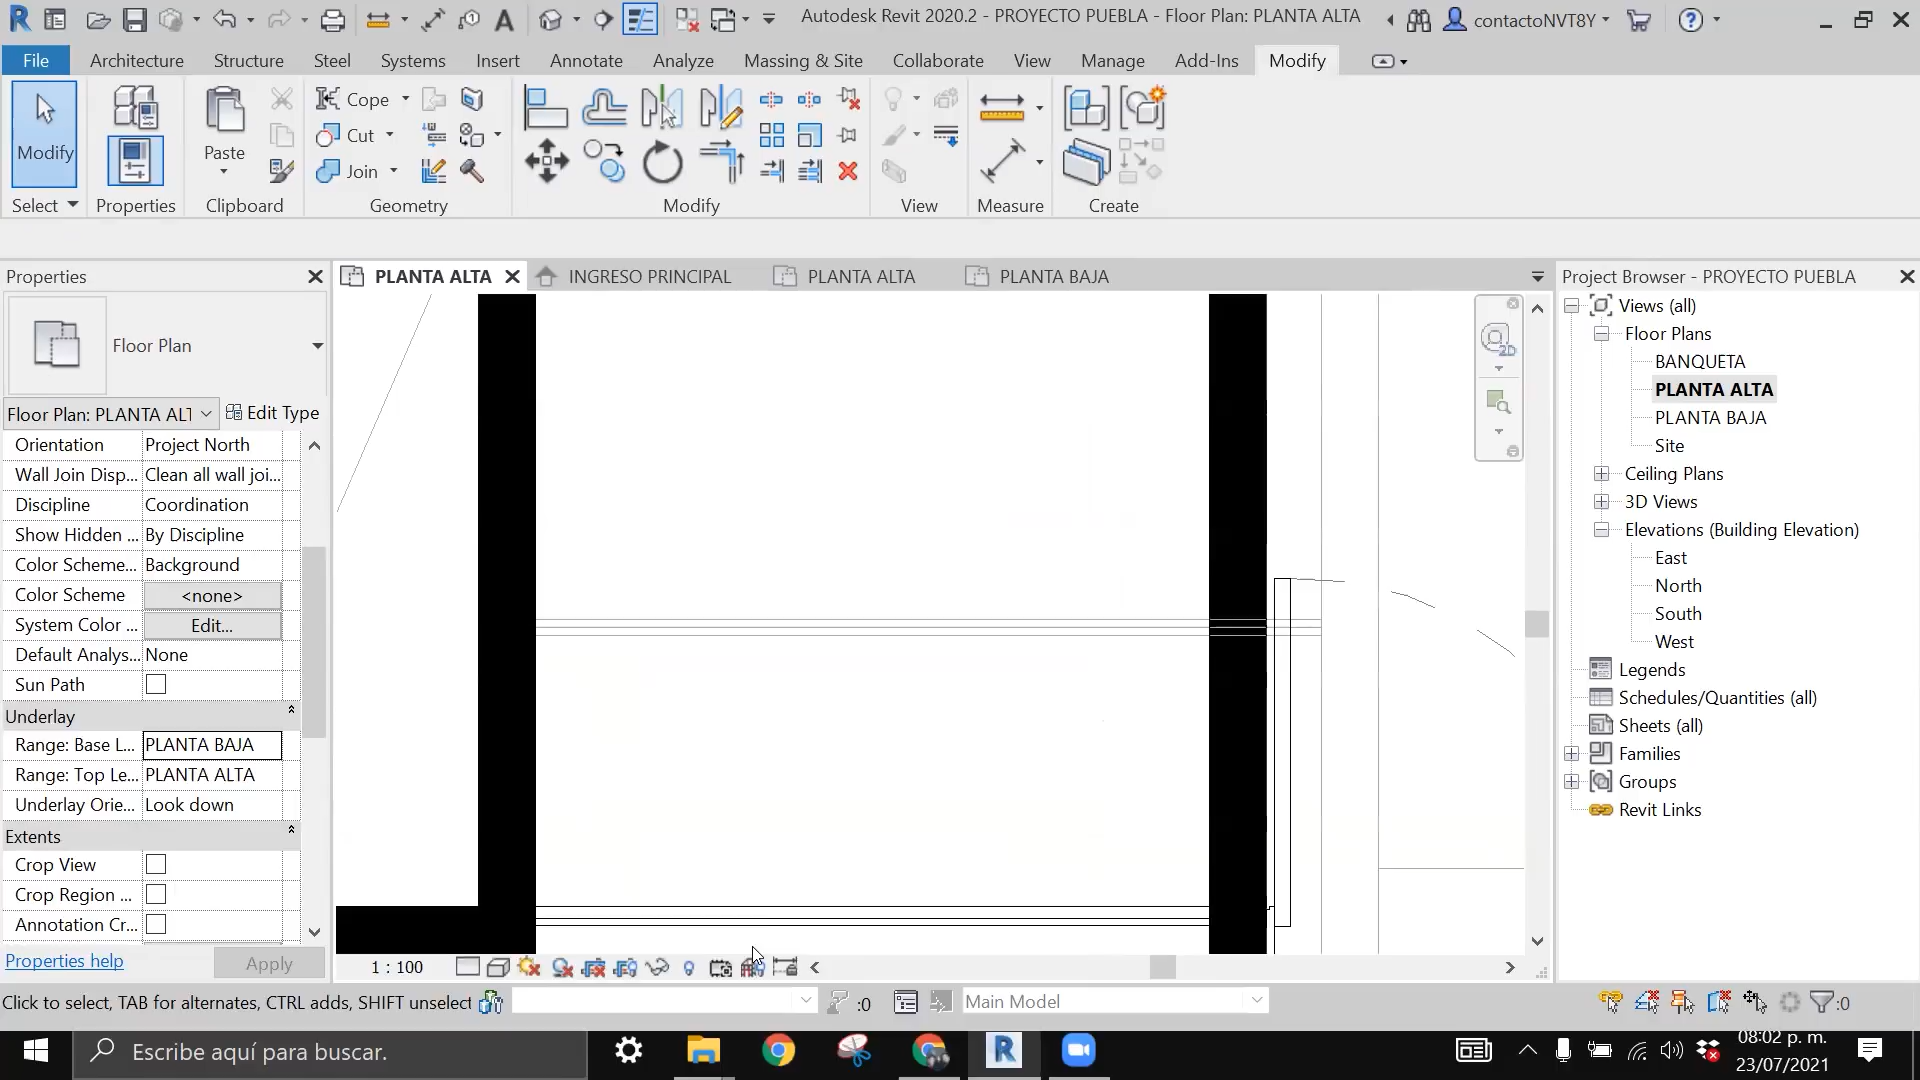 Autodesk Revit 2020.2 - PROYECTO PUEBLA - Floor Plan: PLANTA ALTA
contactoNVT8Y
File Architecture Structure Steel Systems Insert Annotate Analyze Massing & Site Collaborate View Manage Add-Ins Modify
Modify
Paste
Cope
Cut
Join
Select Properties Clipboard Geometry Modify View Measure Create
Properties
PLANTA ALTA INGRESO PRINCIPAL PLANTA ALTA PLANTA BAJA
Project Browser - PROYECTO PUEBLA
Floor Plan
Floor Plan: PLANTA ALT Edit Type
Orientation Project North
Wall Join Disp... Clean all wall joi...
Discipline Coordination
Show Hidden ... By Discipline
Color Scheme... Background
Color Scheme <none>
System Color ... Edit...
Default Analys... None
Sun Path
Underlay
Range: Base L... PLANTA BAJA
Range: Top Le... PLANTA ALTA
Underlay Orie... Look down
Extents
Crop View
Crop Region ...
Annotation Cr...
Properties help Apply
2D
Views (all)
Floor Plans
BANQUETA
PLANTA ALTA
PLANTA BAJA
Site
Ceiling Plans
3D Views
Elevations (Building Elevation)
East
North
South
West
Legends
Schedules/Quantities (all)
Sheets (all)
Families
Groups
Revit Links
1 : 100
Click to select, TAB for alternates, CTRL adds, SHIFT unselect :0 Main Model :0
Escribe aquí para buscar.
08:02 p. m.
23/07/2021